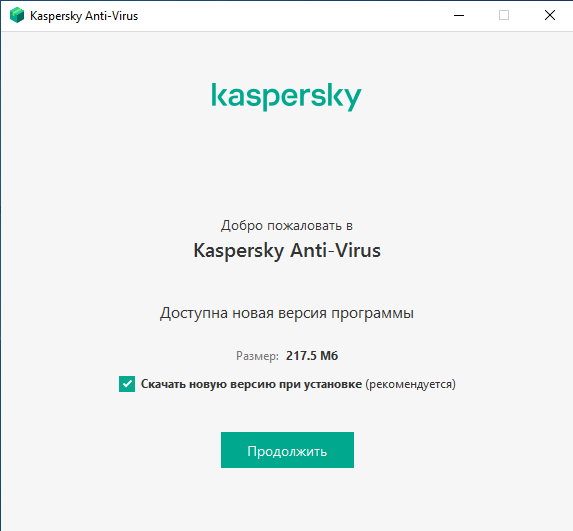 Kaspersky Anti-Virus
kaspersky
Добро пожаловать в
Kaspersky Anti-Virus
Доступна новая версия программы
Размер: 217.5 Мб
Скачать новую версию при установке (рекомендуется)
Продолжить